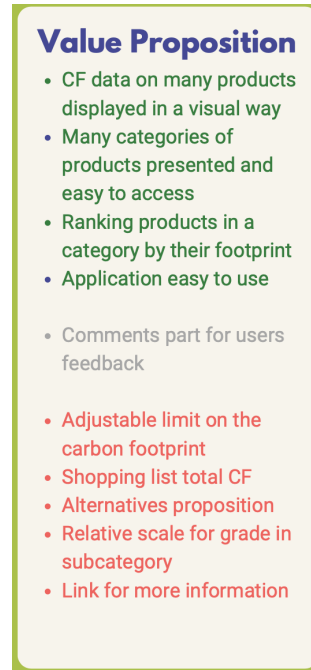 Value Proposition
• CF data on many products
displayed in a visual way
• Many categories of
products presented and
easy to access
• Ranking products in a
category by their footprint
• Application easy to use
• Comments part for users
feedback
• Adjustable limit on the
carbon footprint
• Shopping list total CF
• Alternatives proposition
• Relative scale for grade in
subcategory
• Link for more information